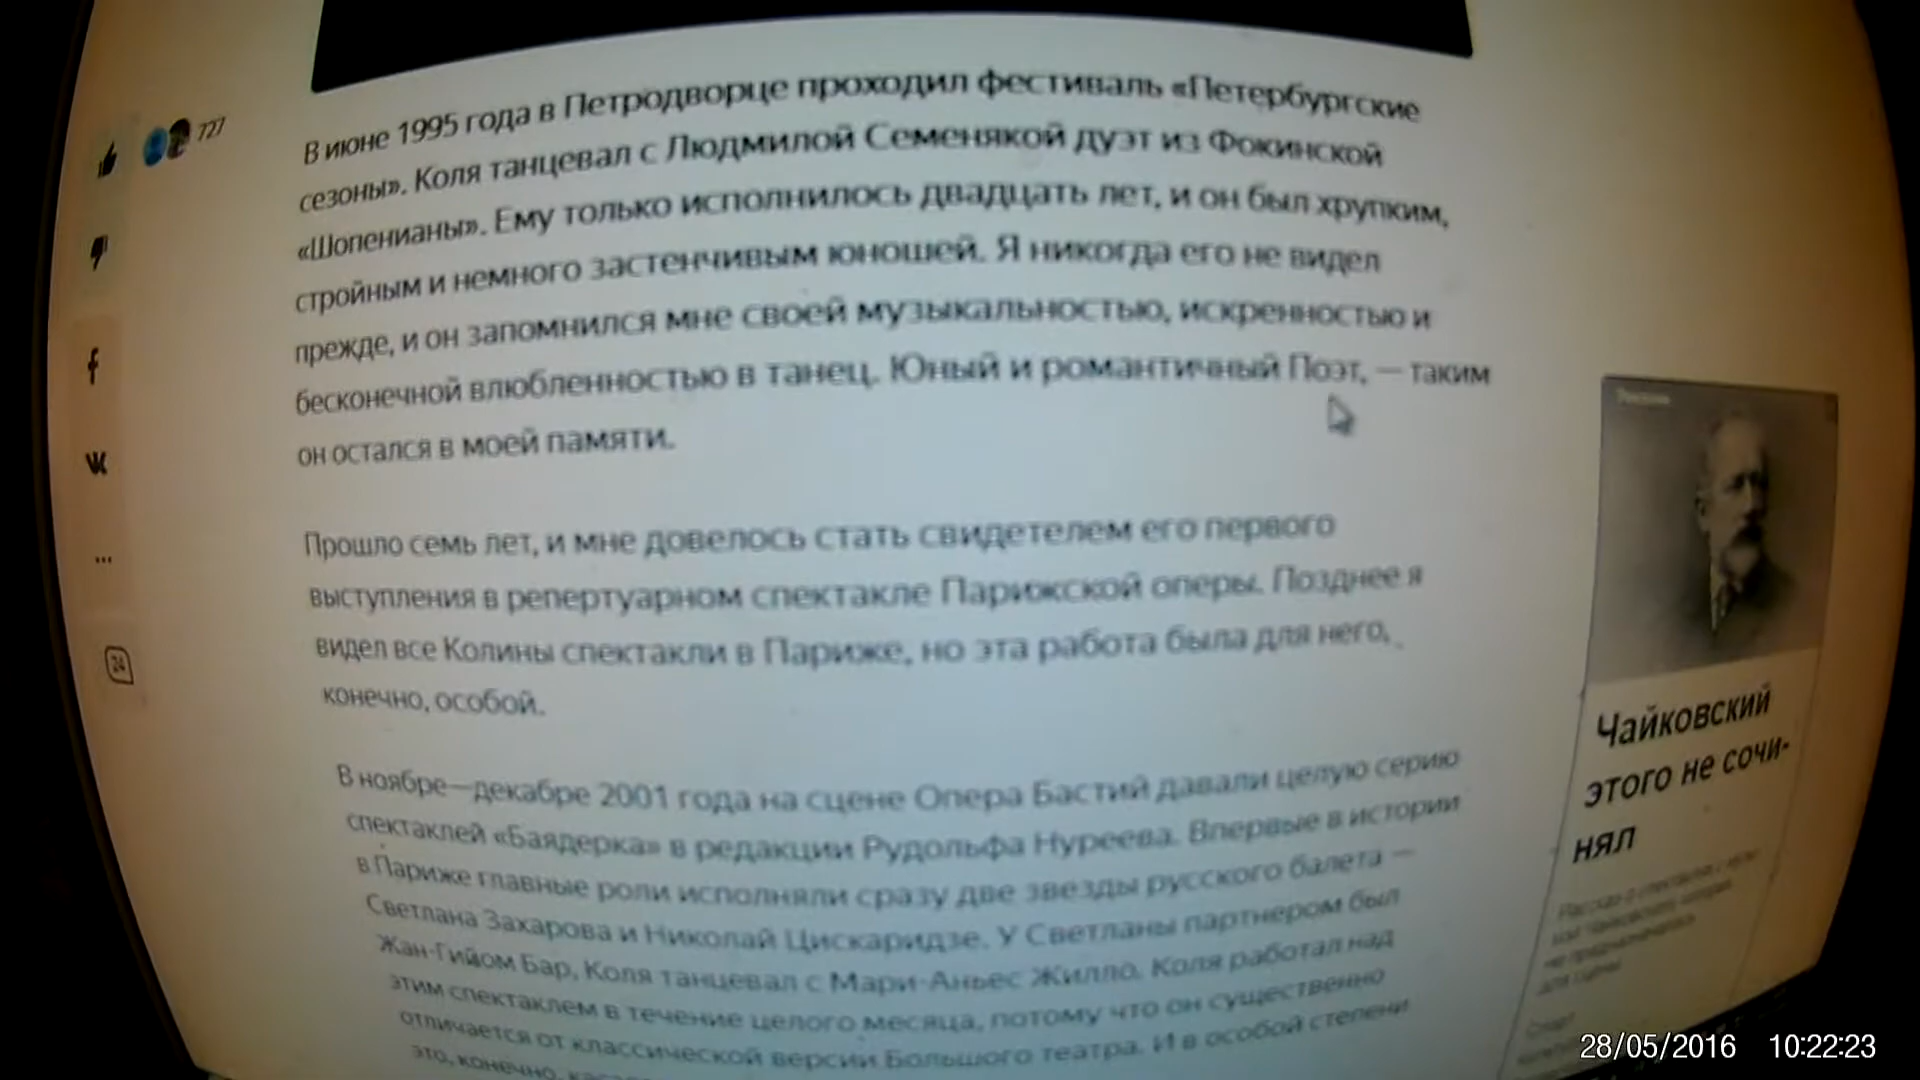 727
В июне 1995 года в Петродворце проходил фестиваль «Петербургские
сезоны». Коля танцевал с Людмилой Семенякой дуэт из Фокинской
«Шопенианы». Ему только исполнилось двадцать лет, и он был хрупким,
стройным и немного застенчивым юношей. Я никогда его не видел
прежде, и он запомнился мне своей музыкальностью, искренностью и
бесконечной влюбленностью в танец. Юный и романтичный Поэт, — таким
он остался в моей памяти.
Прошло семь лет, и мне довелось стать свидетелем его первого
выступления в репертуарном спектакле Парижской оперы. Позднее я
видел все Колины спектакли в Париже, но эта работа была для него,
конечно, особой.
В ноябре—декабре 2001 года на сцене Опера Бастий давали целую серию
спектаклей «Баядерка» в редакции Рудольфа Нуреева. Впервые в истории
в Париже главные роли исполняли сразу две звезды русского балета —
Светлана Захарова и Николай Цискаридзе. У Светланы партнером был
Жан-Гийом Бар, Коля танцевал с Мари-Аньес Жилло. Коля работал над
этим спектаклем в течение целого месяца, потому что он существенно
отличается от классической версии Большого театра. И в особой степени
это, конечно,
24
Реклама
Чайковский
этого не сочи-
нял
28/05/2016 10:22:23